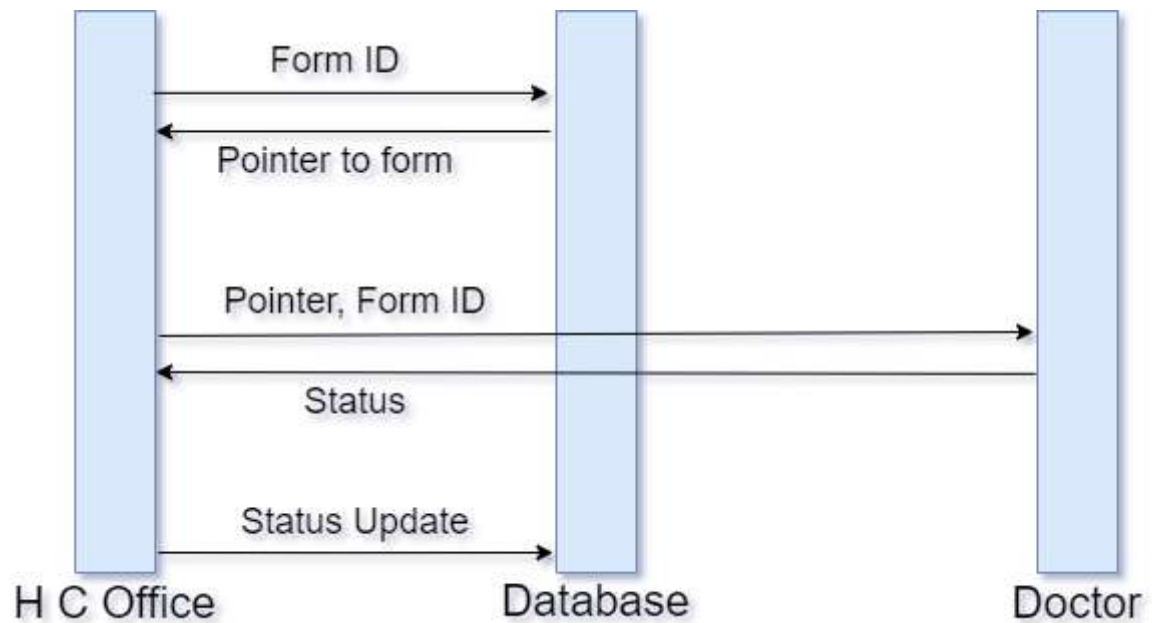 Form ID
Pointer to form
Pointer, Form ID
Status
Status Update
H C Office
Database
Doctor